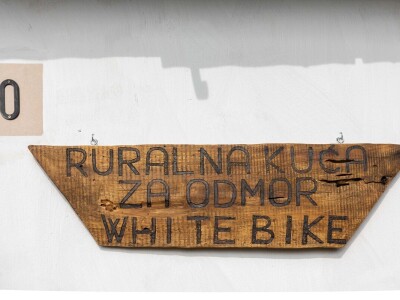 0
RURALNA KUĆA
ZA ODMOR
WHITE BIKE